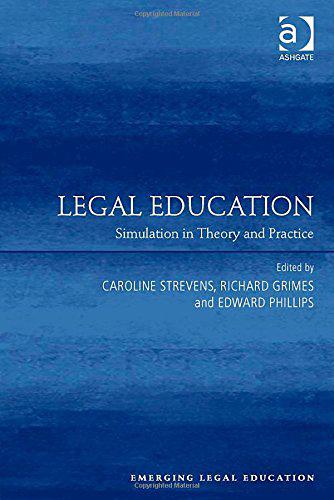 a
ASHGATE
LEGAL EDUCATION
Simulation in Theory and Practice
Edited by
CAROLINE STREVENS, RICHARD GRIMES
and EDWARD PHILLIPS
EMERGING LEGAL EDUCATION